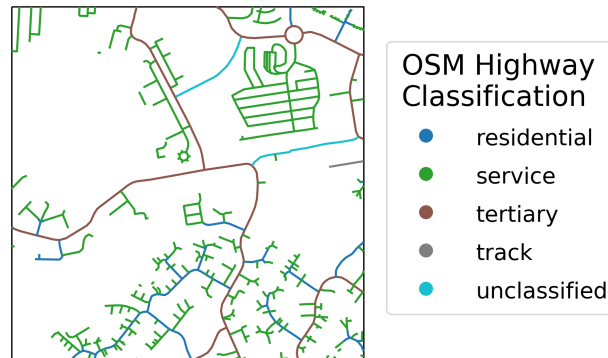 OSM Highway
Classification
residential
service
tertiary
track
unclassified